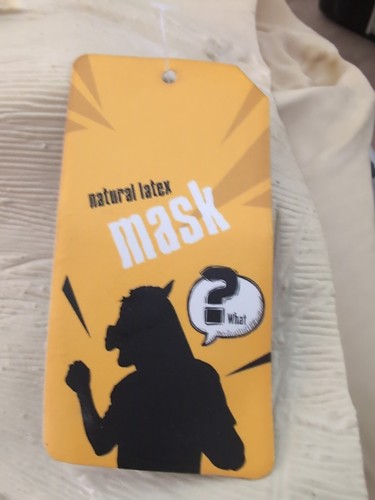 natural latex
mask
?
What